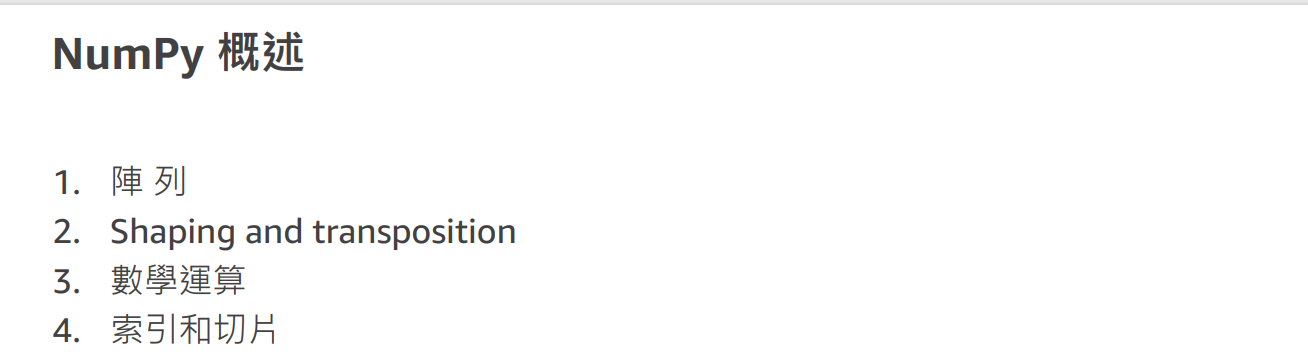 NumPy 概述
1. 陣 列
2. Shaping and transposition
3. 數學運算
4. 索引和切片